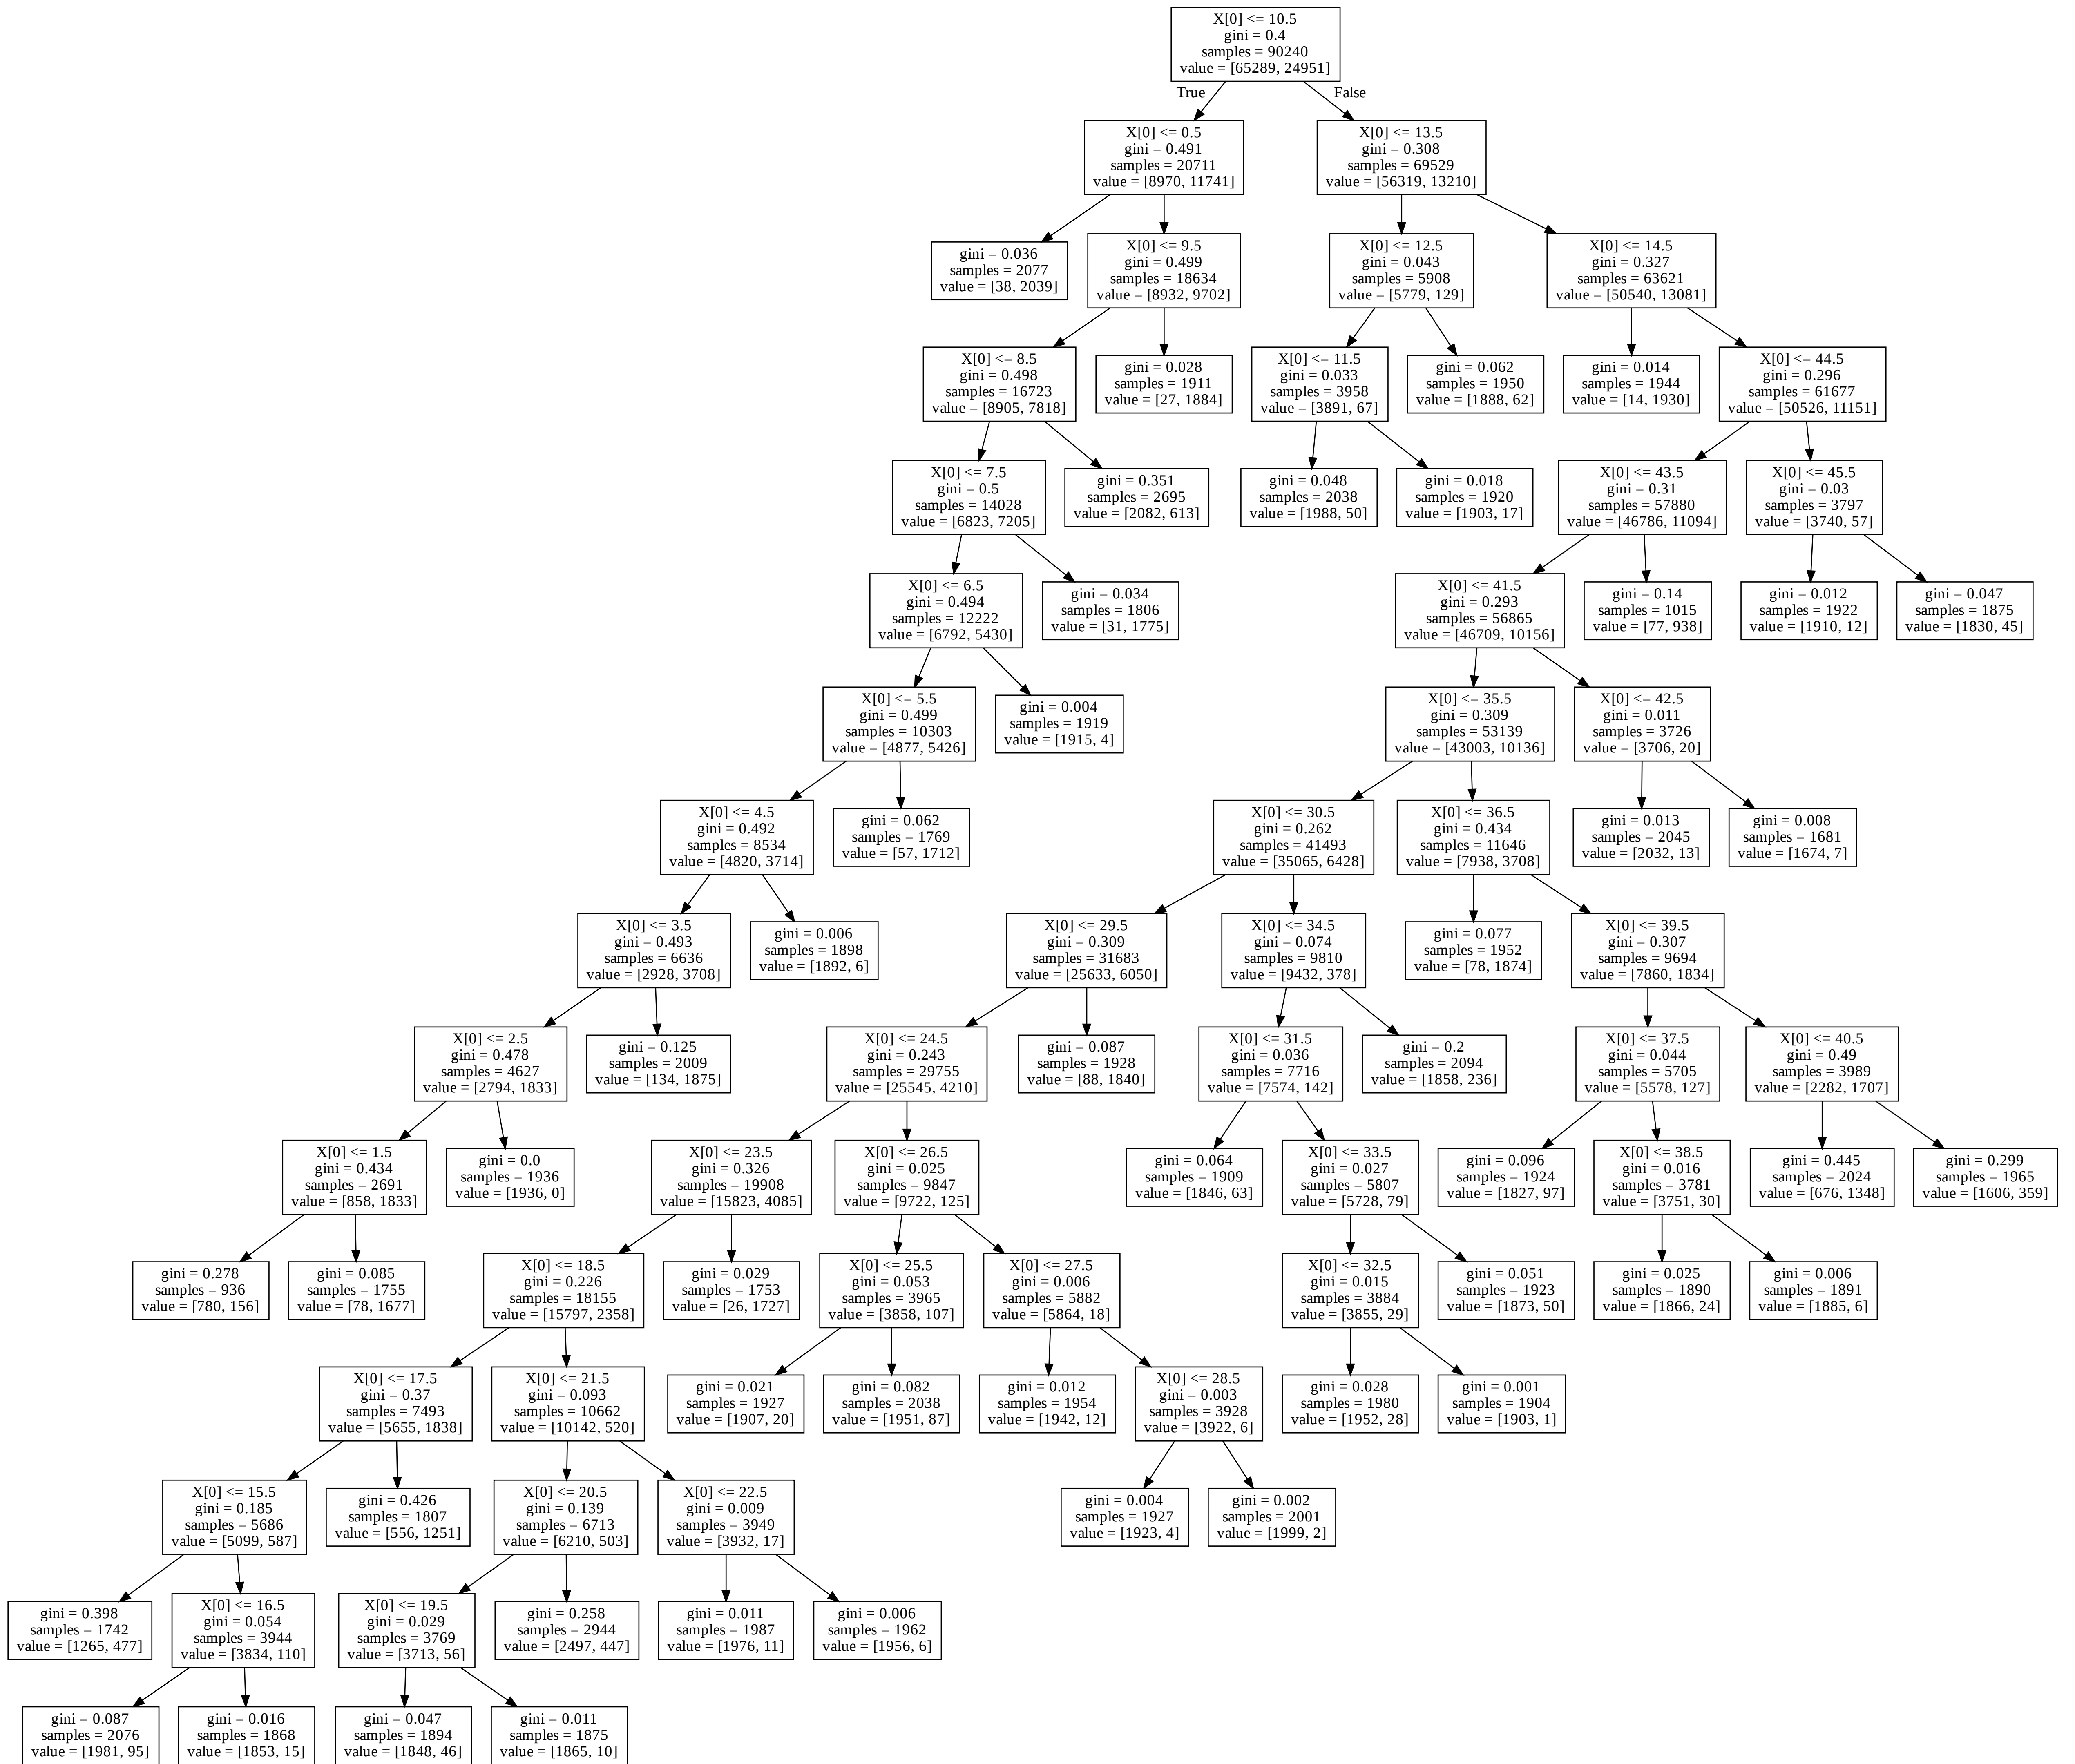 X[0] <= 10.5
gini = 0.4
samples = 90240
value = [65289, 24951]
True
False
X[0] <= 0.5
gini = 0.491
samples = 20711
value = [8970, 11741]
X[0] <= 13.5
gini = 0.308
samples = 69529
value = [56319, 13210]
gini = 0.036
samples = 2077
value = [38, 2039]
X[0] <= 9.5
gini = 0.499
samples = 18634
value = [8932, 9702]
X[0] <= 12.5
gini = 0.043
samples = 5908
value = [5779, 129]
X[0] <= 14.5
gini = 0.327
samples = 63621
value = [50540, 13081]
X[0] <= 8.5
gini = 0.498
samples = 16723
value = [8905, 7818]
gini = 0.028
samples = 1911
value = [27, 1884]
X[0] <= 11.5
gini = 0.033
samples = 3958
value = [3891, 67]
gini = 0.062
samples = 1950
value = [1888, 62]
gini = 0.014
samples = 1944
value = [14, 1930]
X[0] <= 44.5
gini = 0.296
samples = 61677
value = [50526, 11151]
X[0] <= 7.5
gini = 0.5
samples = 14028
value = [6823, 7205]
gini = 0.351
samples = 2695
value = [2082, 613]
gini = 0.048
samples = 2038
value = [1988, 50]
gini = 0.018
samples = 1920
value = [1903, 17]
X[0] <= 43.5
gini = 0.31
samples = 57880
value = [46786, 11094]
X[0] <= 45.5
gini = 0.03
samples = 3797
value = [3740, 57]
X[0] <= 6.5
gini = 0.494
samples = 12222
value = [6792, 5430]
gini = 0.034
samples = 1806
value = [31, 1775]
X[0] <= 41.5
gini = 0.293
samples = 56865
value = [46709, 10156]
gini = 0.14
samples = 1015
value = [77, 938]
gini = 0.012
samples = 1922
value = [1910, 12]
gini = 0.047
samples = 1875
value = [1830, 45]
X[0] <= 5.5
gini = 0.499
samples = 10303
value = [4877, 5426]
gini = 0.004
samples = 1919
value = [1915, 4]
X[0] <= 35.5
gini = 0.309
samples = 53139
value = [43003, 10136]
X[0] <= 42.5
gini = 0.011
samples = 3726
value = [3706, 20]
X[0] <= 4.5
gini = 0.492
samples = 8534
value = [4820, 3714]
gini = 0.062
samples = 1769
value = [57, 1712]
X[0] <= 30.5
gini = 0.262
samples = 41493
value = [35065, 6428]
X[0] <= 36.5
gini = 0.434
samples = 11646
value = [7938, 3708]
gini = 0.013
samples = 2045
value = [2032, 13]
gini = 0.008
samples = 1681
value = [1674, 7]
X[0] <= 3.5
gini = 0.493
samples = 6636
value = [2928, 3708]
gini = 0.006
samples = 1898
value = [1892, 6]
X[0] <= 29.5
gini = 0.309
samples = 31683
value = [25633, 6050]
X[0] <= 34.5
gini = 0.074
samples = 9810
value = [9432, 378]
gini = 0.077
samples = 1952
value = [78, 1874]
X[0] <= 39.5
gini = 0.307
samples = 9694
value = [7860, 1834]
X[0] <= 2.5
gini = 0.478
samples = 4627
value = [2794, 1833]
gini = 0.125
samples = 2009
value = [134, 1875]
X[0] <= 24.5
gini = 0.243
samples = 29755
value = [25545, 4210]
gini = 0.087
samples = 1928
value = [88, 1840]
X[0] <= 31.5
gini = 0.036
samples = 7716
value = [7574, 142]
gini = 0.2
samples = 2094
value = [1858, 236]
X[0] <= 37.5
gini = 0.044
samples = 5705
value = [5578, 127]
X[0] <= 40.5
gini = 0.49
samples = 3989
value = [2282, 1707]
X[0] <= 1.5
gini = 0.434
samples = 2691
value = [858, 1833]
gini = 0.0
samples = 1936
value = [1936, 0]
X[0] <= 23.5
gini = 0.326
samples = 19908
value = [15823, 4085]
X[0] <= 26.5
gini = 0.025
samples = 9847
value = [9722, 125]
gini = 0.064
samples = 1909
value = [1846, 63]
X[0] <= 33.5
gini = 0.027
samples = 5807
value = [5728, 79]
gini = 0.096
samples = 1924
value = [1827, 97]
X[0] <= 38.5
gini = 0.016
samples = 3781
value = [3751, 30]
gini = 0.445
samples = 2024
value = [676, 1348]
gini = 0.299
samples = 1965
value = [1606, 359]
gini = 0.278
samples = 936
value = [780, 156]
gini = 0.085
samples = 1755
value = [78, 1677]
X[0] <= 18.5
gini = 0.226
samples = 18155
value = [15797, 2358]
gini = 0.029
samples = 1753
value = [26, 1727]
X[0] <= 25.5
gini = 0.053
samples = 3965
value = [3858, 107]
X[0] <= 27.5
gini = 0.006
samples = 5882
value = [5864, 18]
X[0] <= 32.5
gini = 0.015
samples = 3884
value = [3855, 29]
gini = 0.051
samples = 1923
value = [1873, 50]
gini = 0.025
samples = 1890
value = [1866, 24]
gini = 0.006
samples = 1891
value = [1885, 6]
X[0] <= 17.5
gini = 0.37
samples = 7493
value = [5655, 1838]
X[0] <= 21.5
gini = 0.093
samples = 10662
value = [10142, 520]
gini = 0.021
samples = 1927
value = [1907, 20]
gini = 0.082
samples = 2038
value = [1951, 87]
gini = 0.012
samples = 1954
value = [1942, 12]
X[0] <= 28.5
gini = 0.003
samples = 3928
value = [3922, 6]
gini = 0.028
samples = 1980
value = [1952, 28]
gini = 0.001
samples = 1904
value = [1903, 1]
X[0] <= 15.5
gini = 0.185
samples = 5686
value = [5099, 587]
gini = 0.426
samples = 1807
value = [556, 1251]
X[0] <= 20.5
gini = 0.139
samples = 6713
value = [6210, 503]
X[0] <= 22.5
gini = 0.009
samples = 3949
value = [3932, 17]
gini = 0.004
samples = 1927
value = [1923, 4]
gini = 0.002
samples = 2001
value = [1999, 2]
gini = 0.398
samples = 1742
value = [1265, 477]
X[0] <= 16.5
gini = 0.054
samples = 3944
value = [3834, 110]
X[0] <= 19.5
gini = 0.029
samples = 3769
value = [3713, 56]
gini = 0.258
samples = 2944
value = [2497, 447]
gini = 0.011
samples = 1987
value = [1976, 11]
gini = 0.006
samples = 1962
value = [1956, 6]
gini = 0.087
samples = 2076
value = [1981, 95]
gini = 0.016
samples = 1868
value = [1853, 15]
gini = 0.047
samples = 1894
value = [1848, 46]
gini = 0.011
samples = 1875
value = [1865, 10]